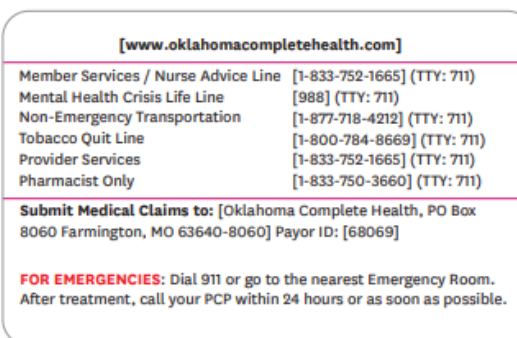 [www.oklahomacompletehealth.com]
Member Services / Nurse Advice Line [1-833-752-1665] (TTY: 711)
Mental Health Crisis Life Line [988] (TTY: 711)
Non-Emergency Transportation [1-877-718-4212] (TTY: 711)
Tobacco Quit Line [1-800-784-8669] (TTY: 711)
Provider Services [1-833-752-1665] (TTY: 711)
Pharmacist Only [1-833-750-3660] (TTY: 711)
Submit Medical Claims to: [Oklahoma Complete Health, PO Box
8060 Farmington, MO 63640-8060] Payor ID: [68069]
FOR EMERGENCIES: Dial 911 or go to the nearest Emergency Room.
After treatment, call your PCP within 24 hours or as soon as possible.